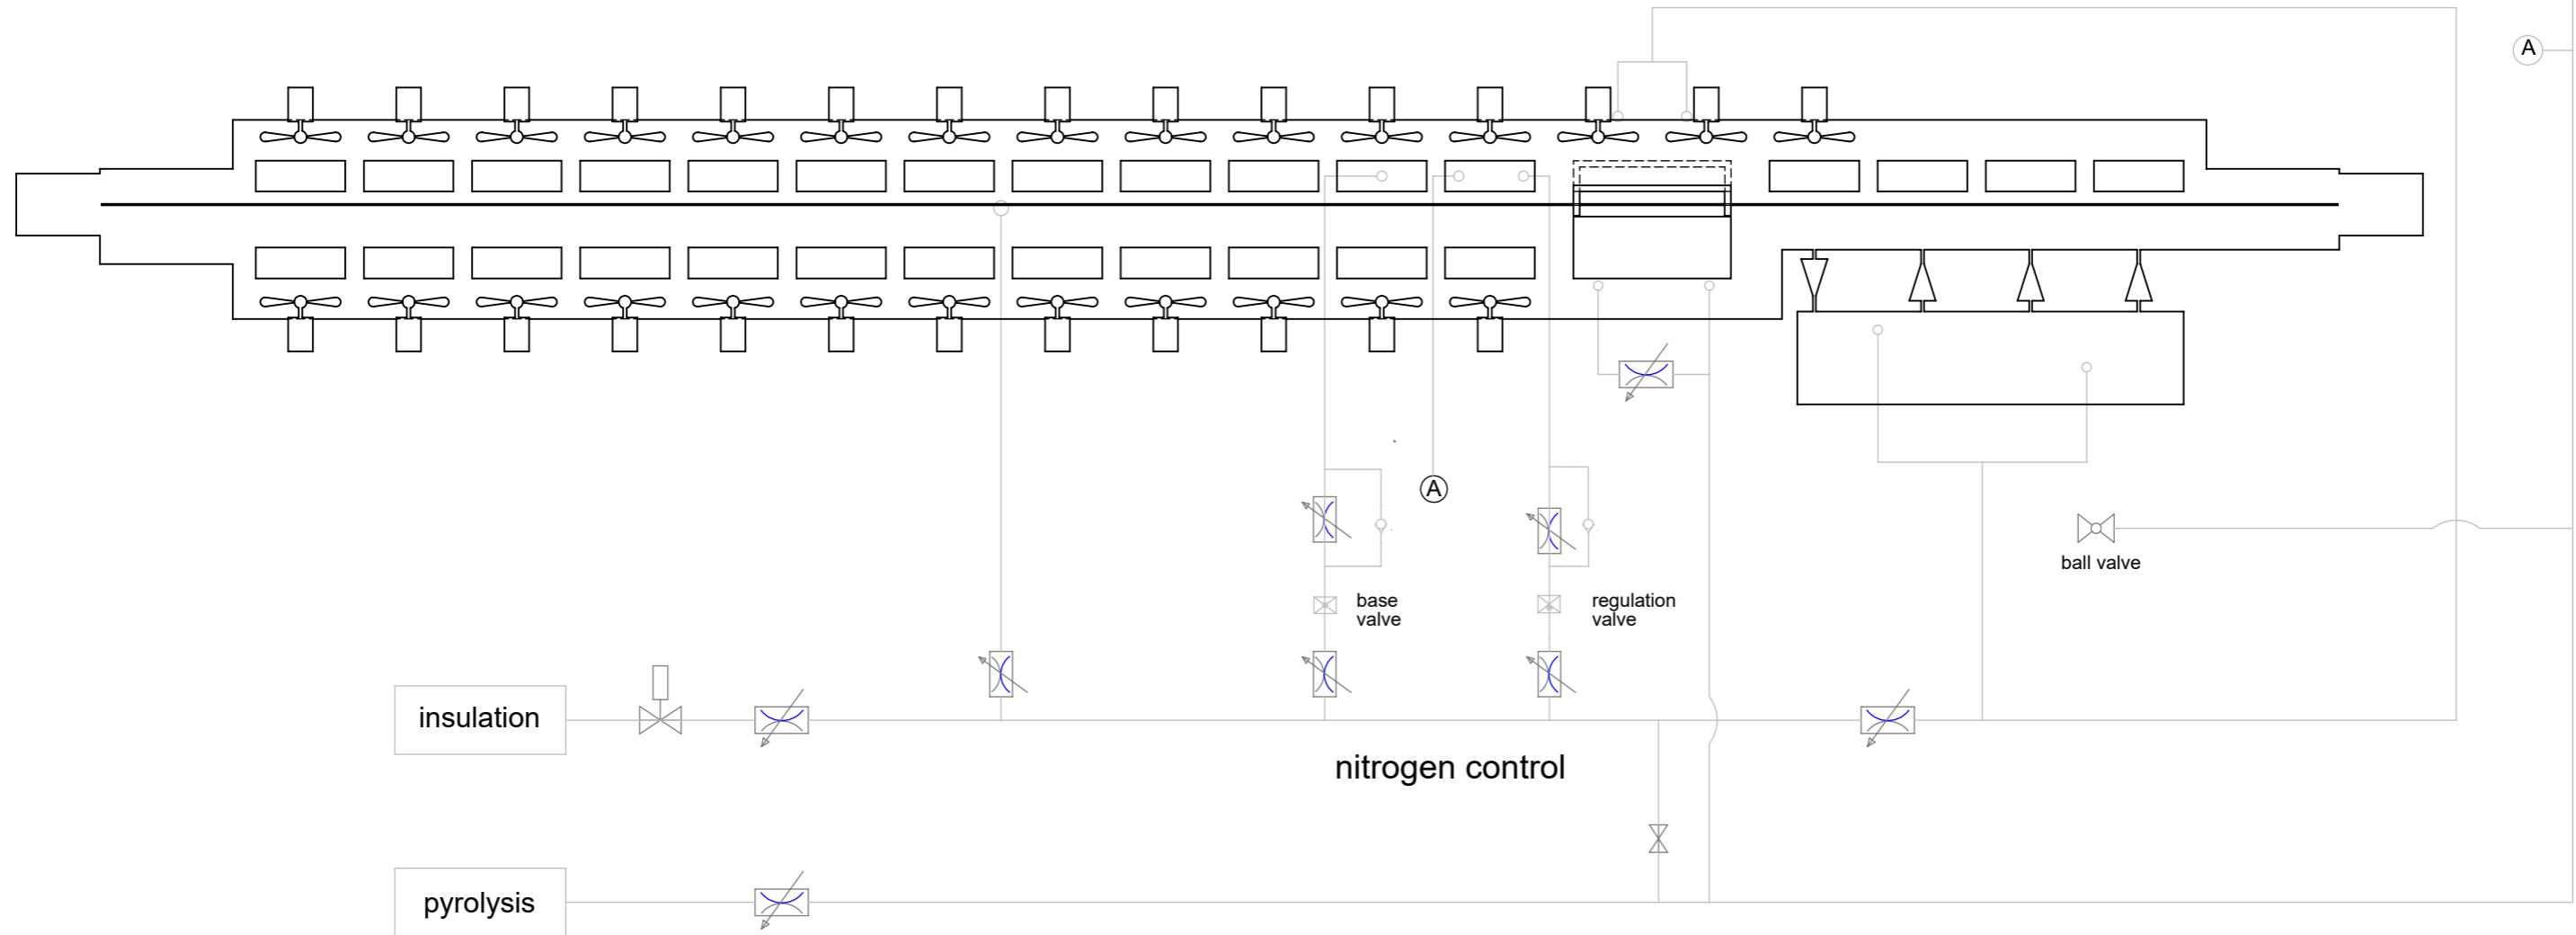 A
A
ball valve
base
valve
regulation
valve
insulation
nitrogen control
pyrolysis